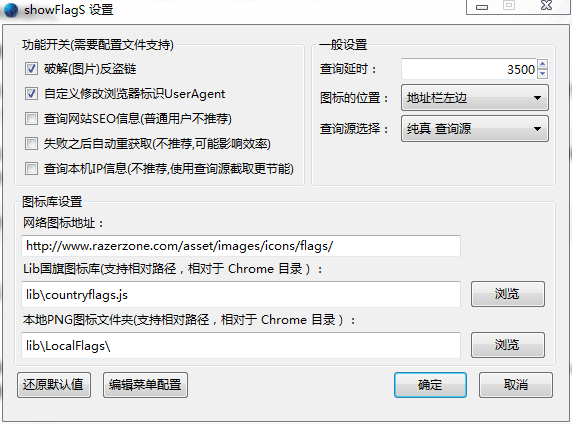 showFlagS 设置
功能开关(需要配置文件支持)
破解(图片)反盗链
自定义修改浏览器标识UserAgent
查询网站SEO信息(普通用户不推荐)
失败之后自动重获取(不推荐,可能影响效率)
查询本机IP信息(不推荐,使用查询源截取更节能)
一般设置
查询延时： 3500
图标的位置： 地址栏左边
查询源选择： 纯真 查询源
图标库设置
网络图标地址：
http://www.razerzone.com/asset/images/icons/flags/
Lib国旗图标库(支持相对路径，相对于 Chrome 目录）：
lib\countryflags.js 浏览
本地PNG图标文件夹(支持相对路径，相对于 Chrome 目录）：
lib\LocalFlags\ 浏览
还原默认值 编辑菜单配置 确定 取消